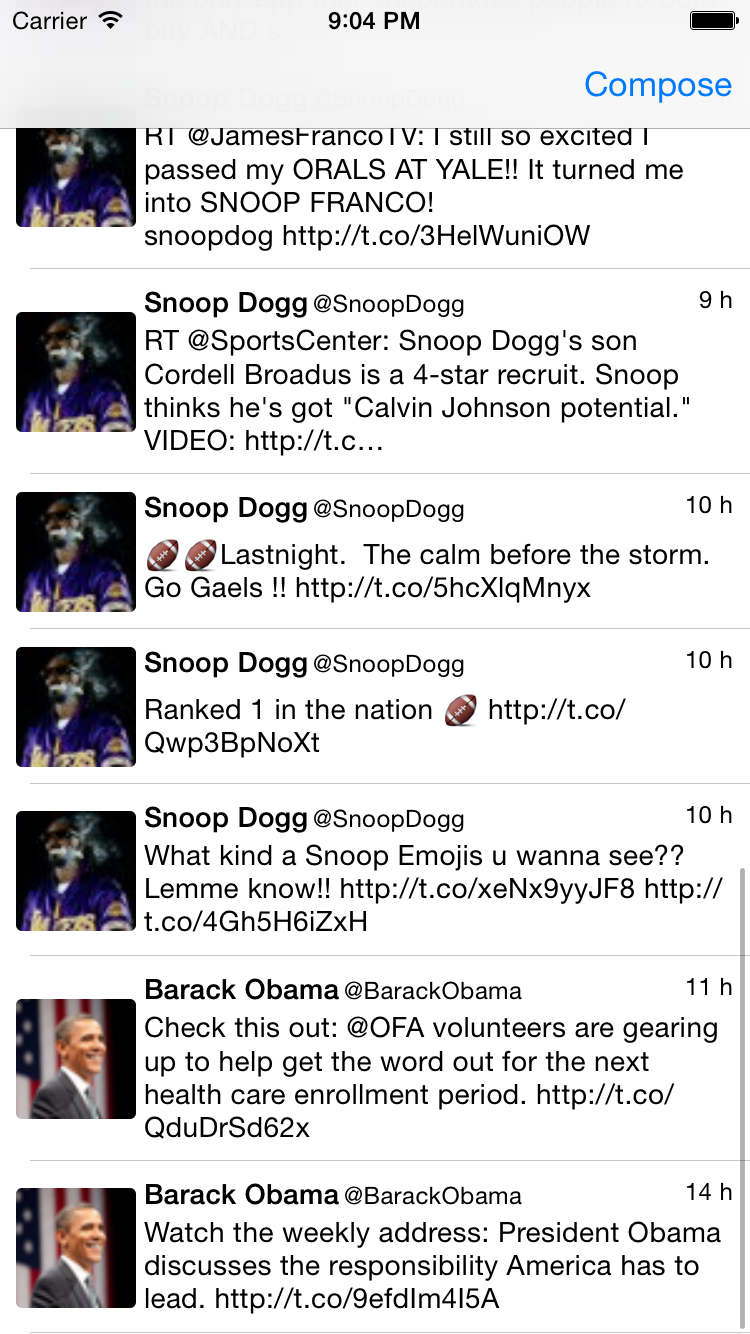 Carrier 9:04 PM
buy AND s...
Compose
Snoop Dogg @SnoopDogg
RT @JamesFrancoTV: I still so excited I
passed my ORALS AT YALE!! It turned me
into SNOOP FRANCO!
snoopdog http://t.co/3HelWuniOW
Snoop Dogg @SnoopDogg 9 h
RT @SportsCenter: Snoop Dogg's son
Cordell Broadus is a 4-star recruit. Snoop
thinks he's got "Calvin Johnson potential."
VIDEO: http://t.c…
Snoop Dogg @SnoopDogg 10 h
🏈🏈Lastnight.  The calm before the storm.
Go Gaels !! http://t.co/5hcXlqMnyx
Snoop Dogg @SnoopDogg 10 h
Ranked 1 in the nation 🏈 http://t.co/
Qwp3BpNoXt
Snoop Dogg @SnoopDogg 10 h
What kind a Snoop Emojis u wanna see??
Lemme know!! http://t.co/xeNx9yyJF8 http://
t.co/4Gh5H6iZxH
Barack Obama @BarackObama 11 h
Check this out: @OFA volunteers are gearing
up to help get the word out for the next
health care enrollment period. http://t.co/
QduDrSd62x
Barack Obama @BarackObama 14 h
Watch the weekly address: President Obama
discusses the responsibility America has to
lead. http://t.co/9efdIm4I5A